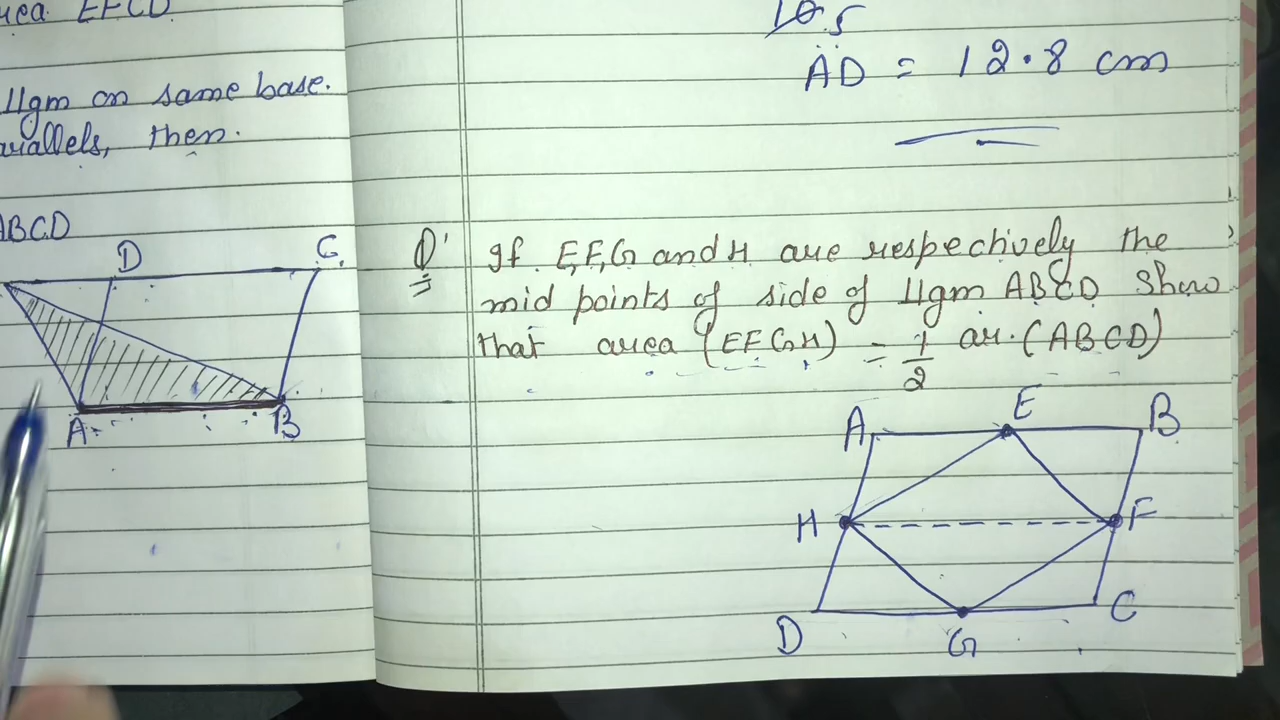 area EFCD
||gm on same base.
parallels, then.
ABCD
D
C
A
B
10.5
AD = 12.8 cm
Q' If E,F,G and H are respectively the
mid points of side of ||gm ABCD Show
that area (EFGH) = 1/2 ar.(ABCD)
A
E
B
H
F
D
G
C